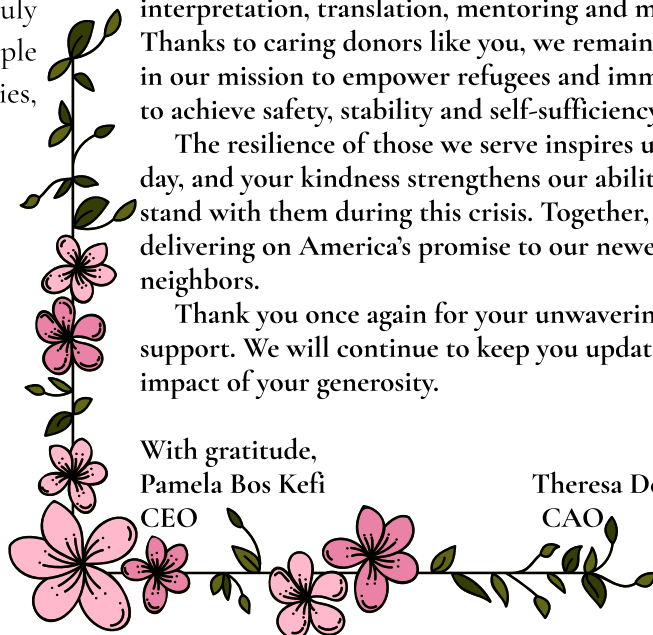 uly
ple
ies,
interpretation, translation, mentoring and m
Thanks to caring donors like you, we remain
in our mission to empower refugees and imm
to achieve safety, stability and self-sufficiency
The resilience of those we serve inspires u
day, and your kindness strengthens our abilit
stand with them during this crisis. Together,
delivering on America’s promise to our newe
neighbors.
Thank you once again for your unwaverin
support. We will continue to keep you updat
impact of your generosity.
With gratitude,
Pamela Bos Kefi Theresa De
CEO CAO